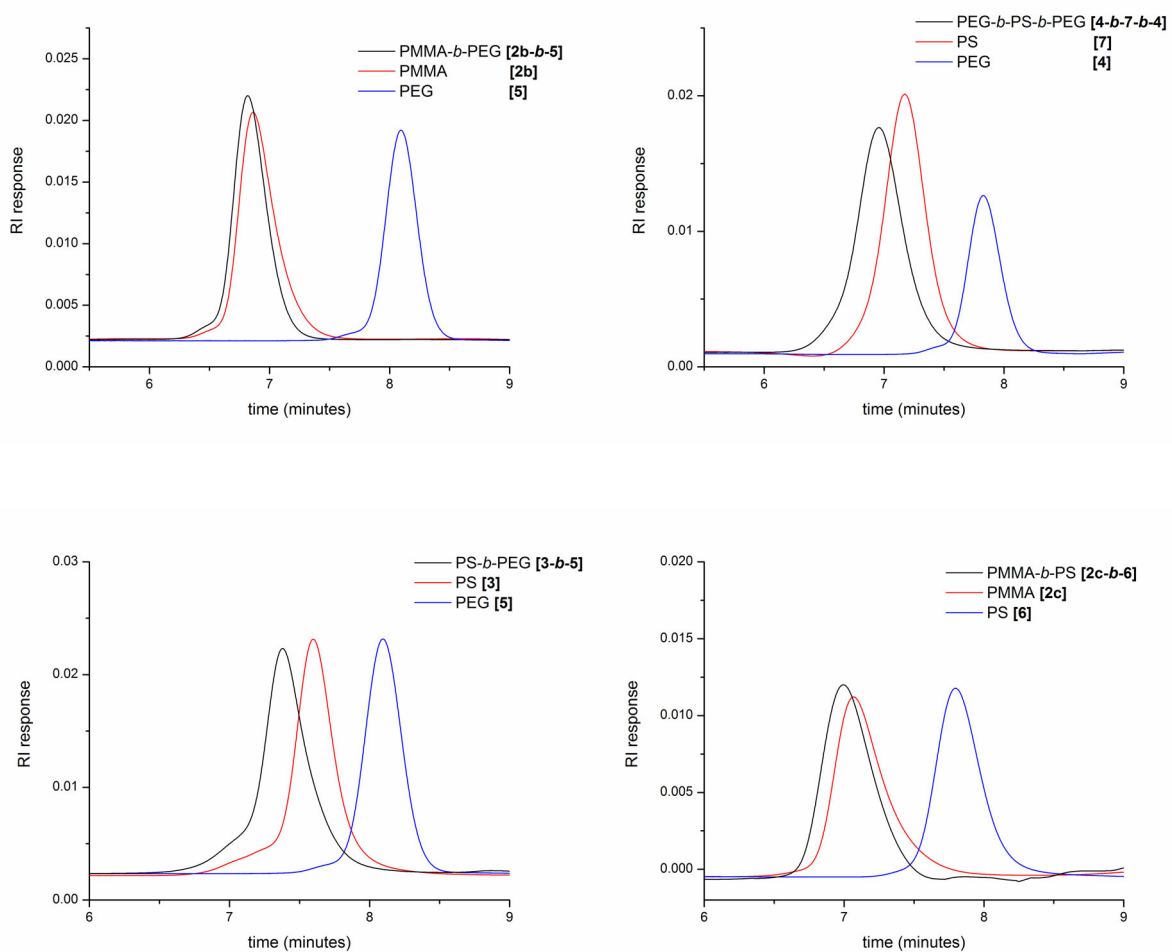 PMMA-b-PEG [2b-b-5]
PMMA [2b]
PEG [5]
0.025
0.020
0.015
0.010
0.005
0.000
RI response
6 7 8 9
time (minutes)
PEG-b-PS-b-PEG [4-b-7-b-4]
PS [7]
PEG [4]
0.02
0.01
0.00
RI response
6 7 8 9
time (minutes)
PS-b-PEG [3-b-5]
PS [3]
PEG [5]
0.03
0.02
0.01
0.00
RI response
6 7 8 9
time (minutes)
PMMA-b-PS [2c-b-6]
PMMA [2c]
PS [6]
0.020
0.015
0.010
0.005
0.000
RI response
6 7 8 9
time (minutes)